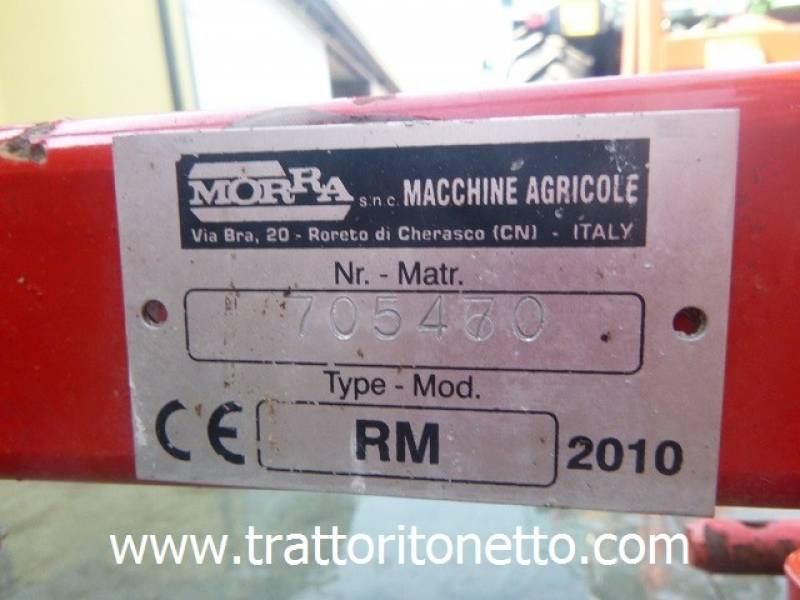 MORRA s.n.c. MACCHINE AGRICOLE
Via Bra, 20 - Roreto di Cherasco (CN) - ITALY
Nr. - Matr.
705470
Type - Mod.
CE RM 2010
www.trattoritonetto.com